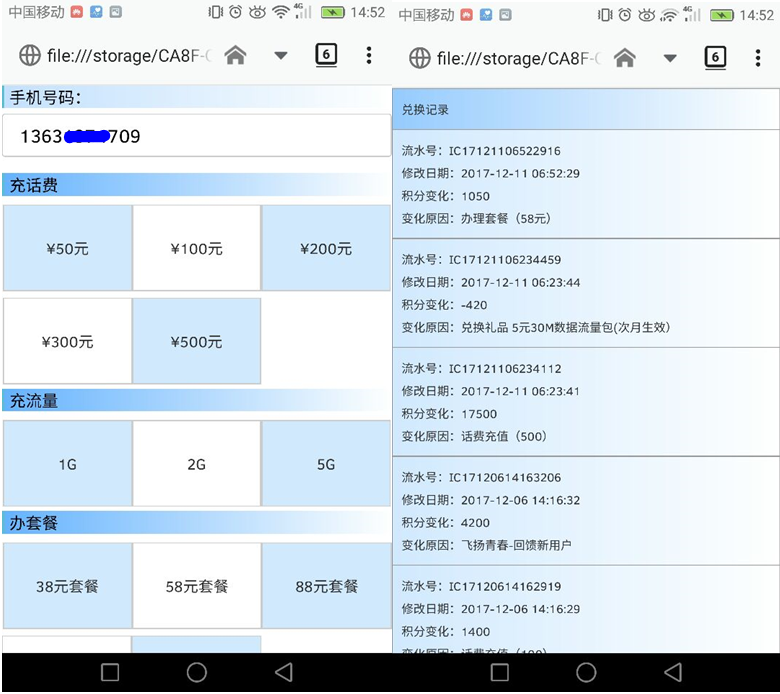 中国移动
4G
14:52
file:///storage/CA8F-
6
手机号码：
1363
709
充话费
¥50元
¥100元
¥200元
¥300元
¥500元
充流量
1G
2G
5G
办套餐
38元套餐
58元套餐
88元套餐
中国移动
4G
14:52
file:///storage/CA8F-
6
兑换记录
流水号：IC17121106522916
修改日期：2017-12-11 06:52:29
积分变化：1050
变化原因：办理套餐（58元）
流水号：IC17121106234459
修改日期：2017-12-11 06:23:44
积分变化：-420
变化原因：兑换礼品 5元30M数据流量包(次月生效)
流水号：IC17121106234112
修改日期：2017-12-11 06:23:41
积分变化：17500
变化原因：话费充值（500）
流水号：IC17120614163206
修改日期：2017-12-06 14:16:32
积分变化：4200
变化原因：飞扬青春-回馈新用户
流水号：IC17120614162919
修改日期：2017-12-06 14:16:29
积分变化：1400
变化原因：话费充值（100）